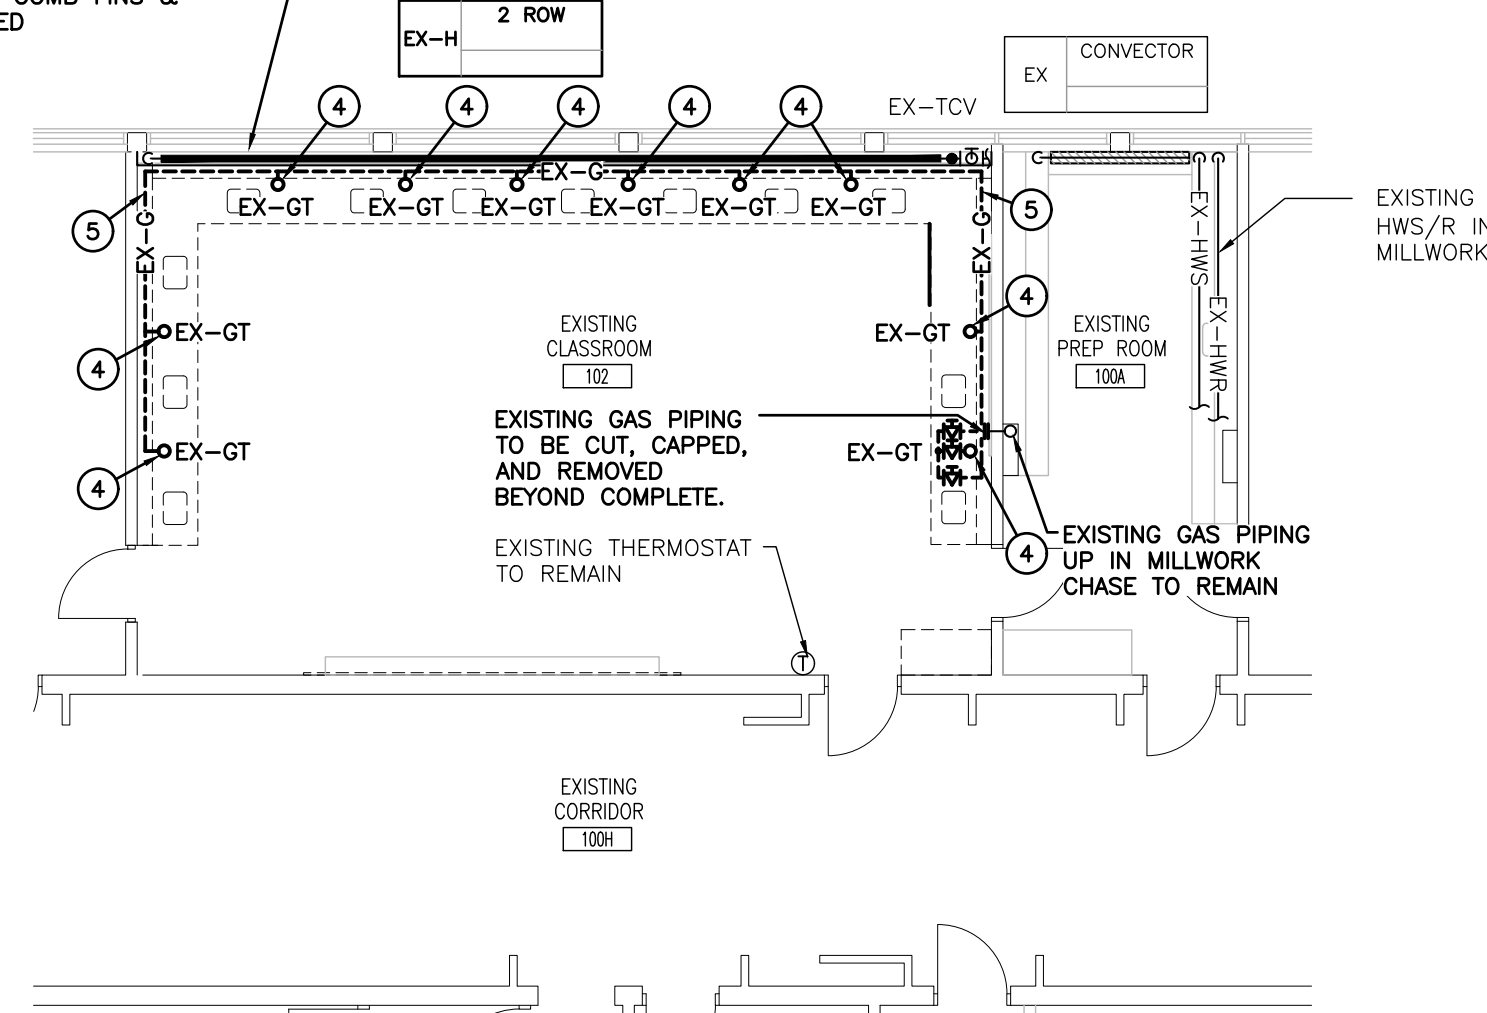 COMB FINS &
ED
EX-H
2 ROW
EX
CONVECTOR
EX-TCV
4
4
4
4
4
EX-G
EX-GT
EX-GT
EX-GT
EX-GT
EX-GT
EX-GT
5
5
EX-G
EX-G
EX-HWS
EX-HWR
EXISTING
HWS/R IN
MILLWORK
4
4
4
EX-GT
EX-GT
EX-GT
EX-GT
EXISTING
CLASSROOM
102
EXISTING
PREP ROOM
100A
EXISTING GAS PIPING
TO BE CUT, CAPPED,
AND REMOVED
BEYOND COMPLETE.
EXISTING THERMOSTAT
TO REMAIN
T
4
EXISTING GAS PIPING
UP IN MILLWORK
CHASE TO REMAIN
EXISTING
CORRIDOR
100H